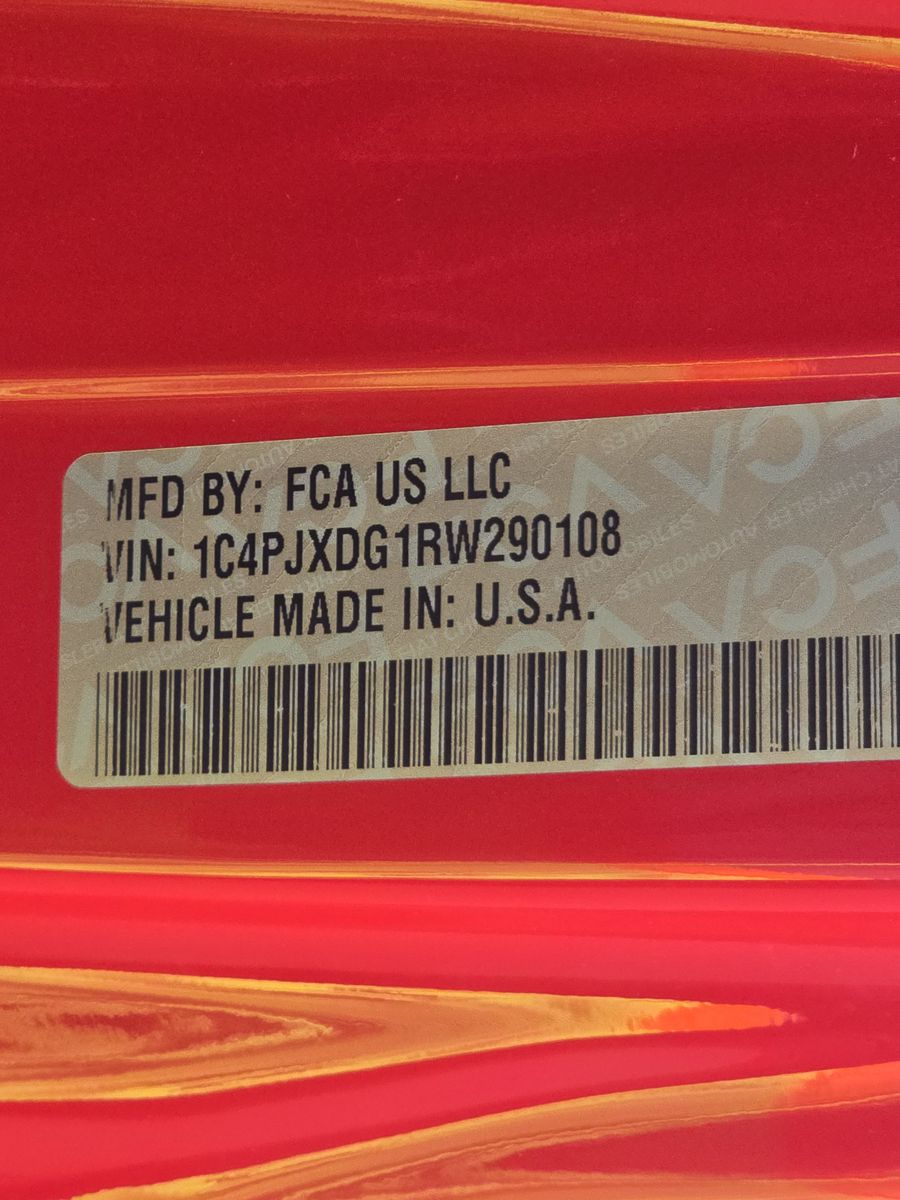 MFD BY: FCA US LLC
VIN: 1C4PJXDG1RW290108
VEHICLE MADE IN: U.S.A.